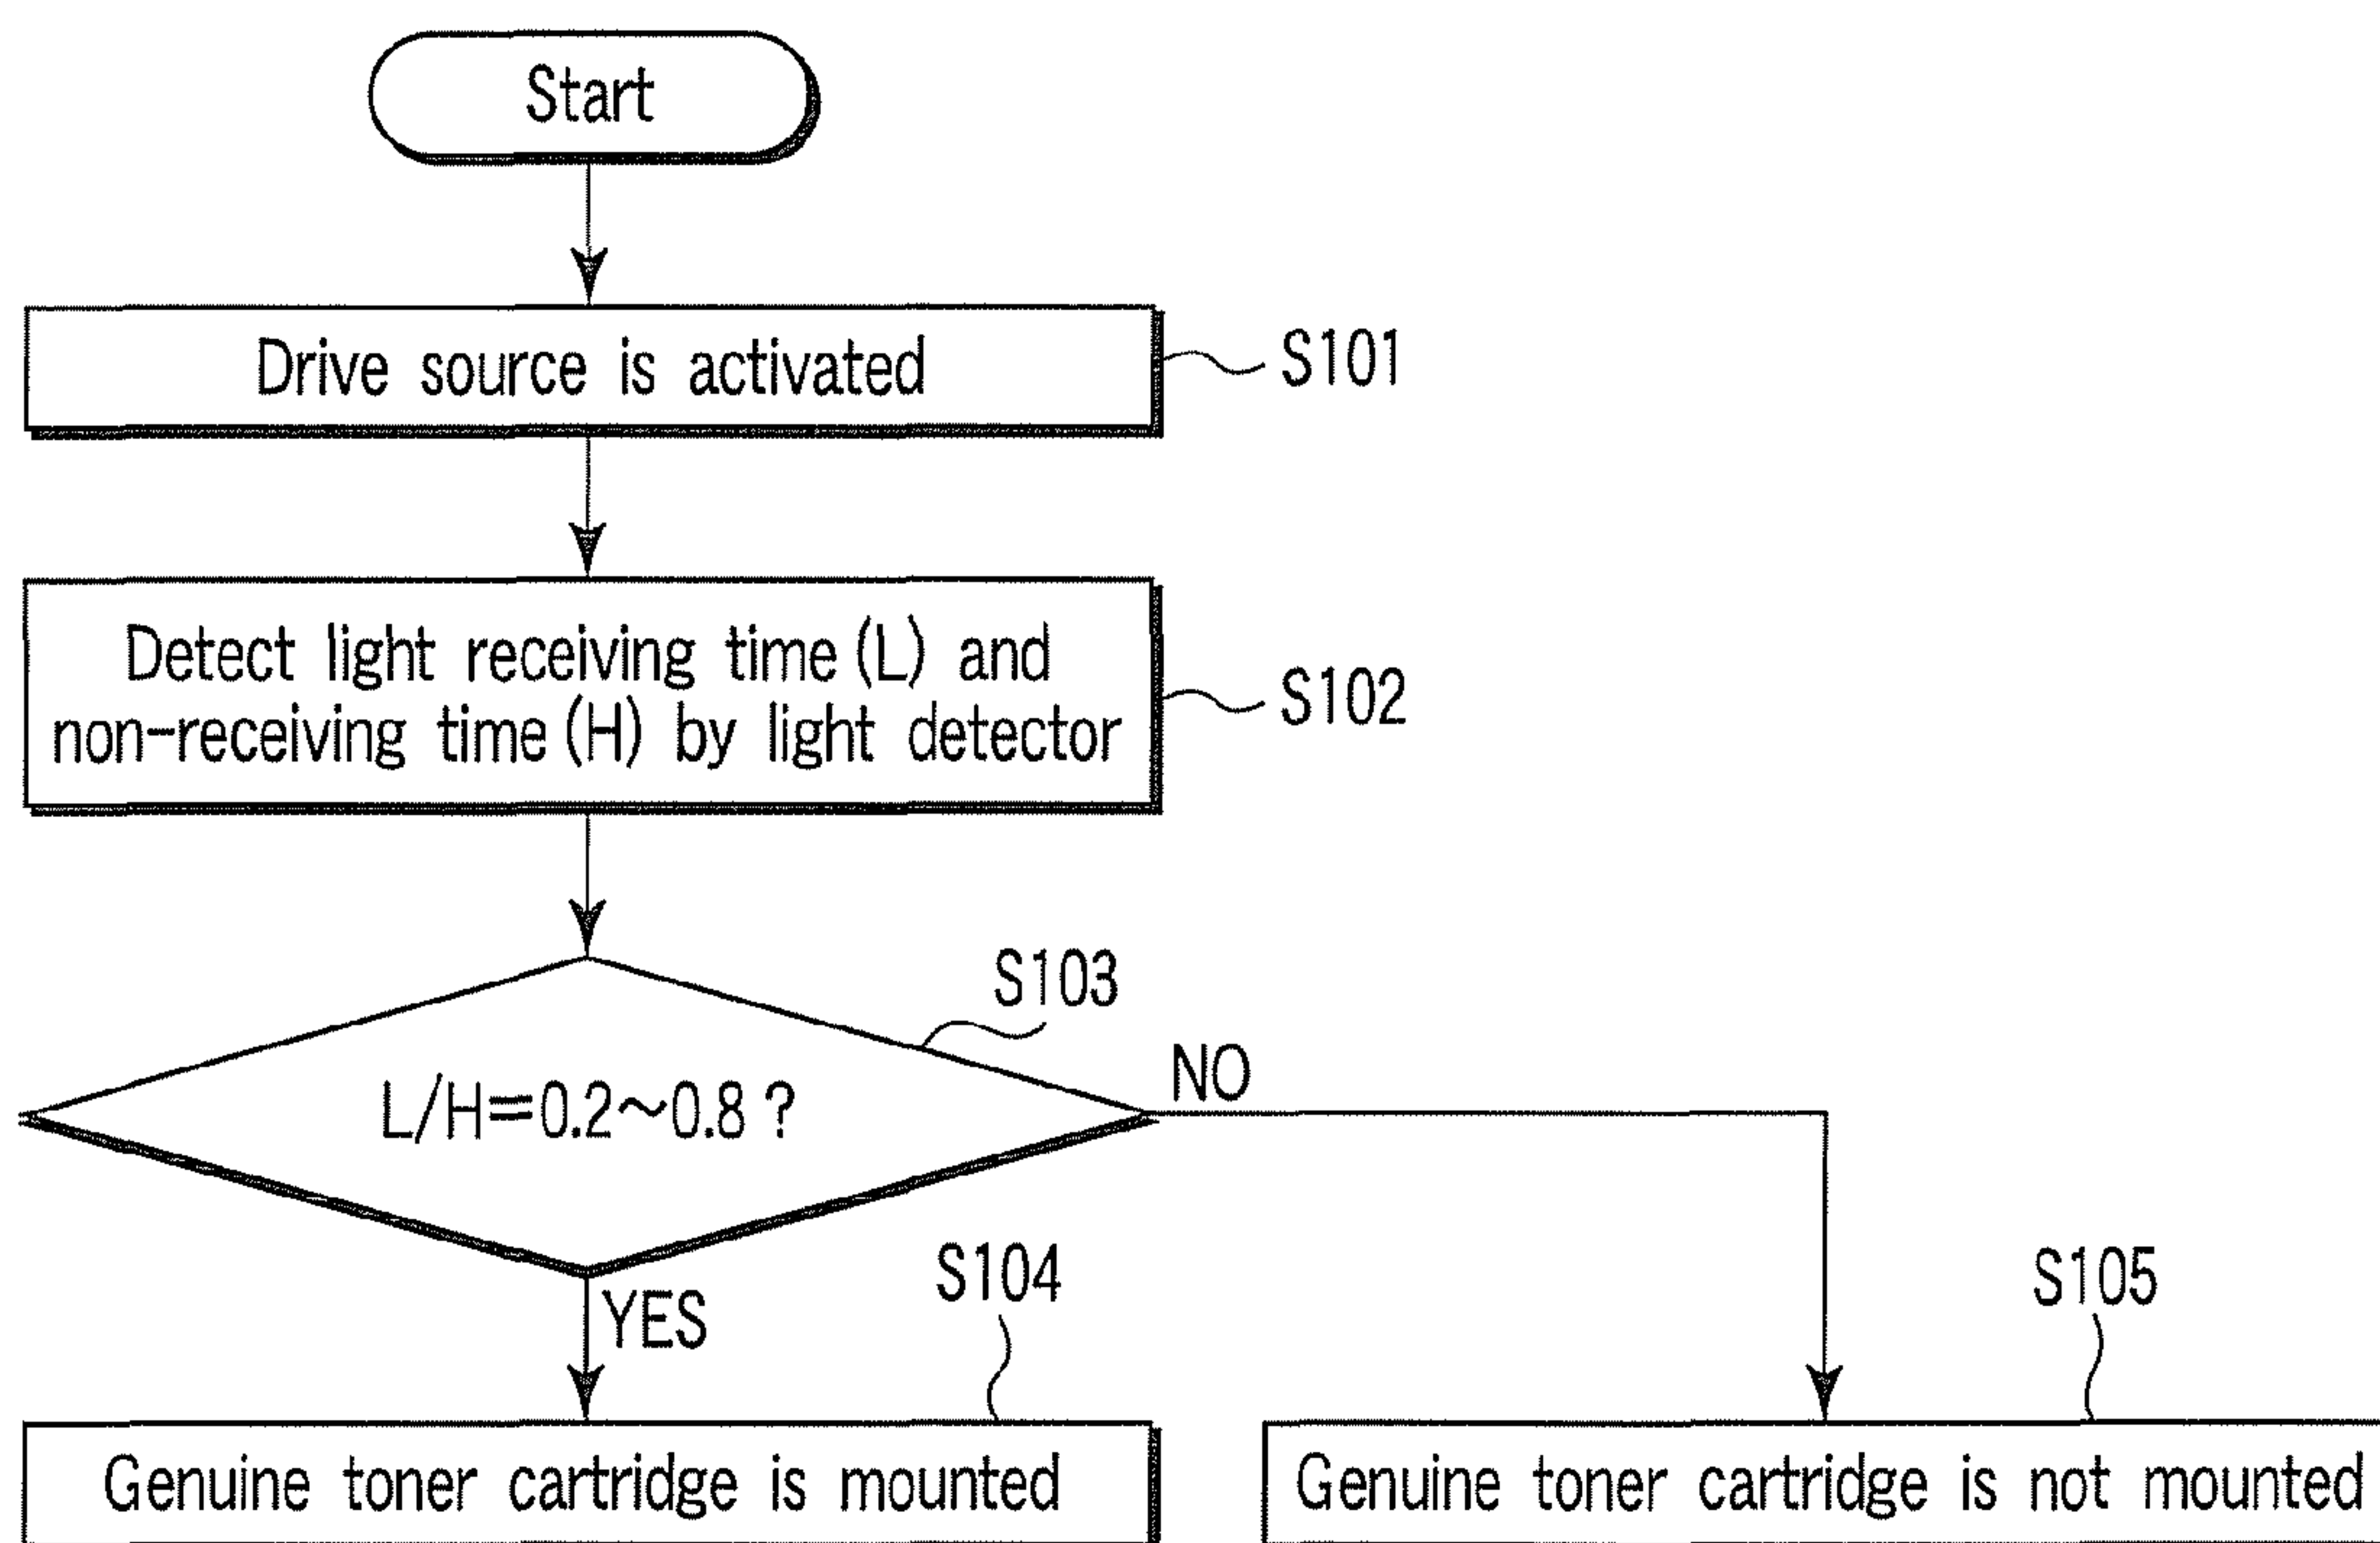 Start
Drive source is activated
S101
Detect light receiving time (L) and
non-receiving time (H) by light detector
S102
S103
L/H=0.2~0.8 ?
NO
YES
S104
S105
Genuine toner cartridge is mounted
Genuine toner cartridge is not mounted